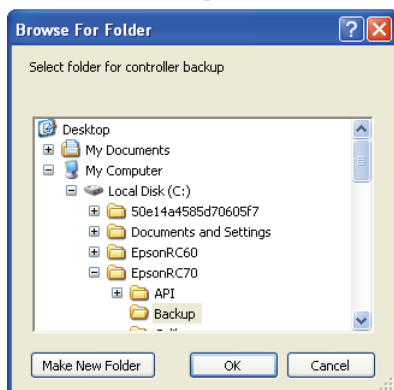 Browse For Folder
Select folder for controller backup
Desktop
My Documents
My Computer
Local Disk (C:)
50e14a4585d70605f7
Documents and Settings
EpsonRC60
EpsonRC70
API
Backup
Make New Folder
OK
Cancel